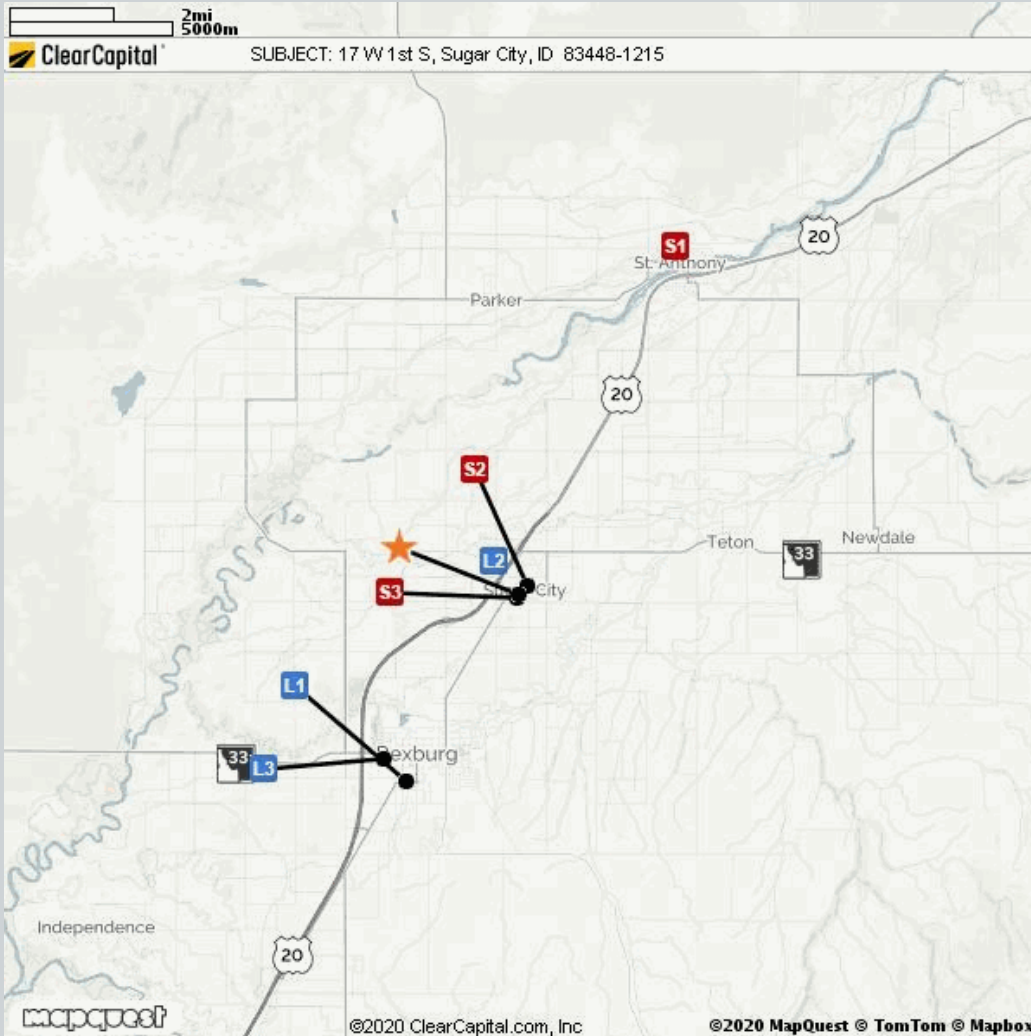 2mi
5000m
ClearCapital
SUBJECT: 17 W 1st S, Sugar City, ID 83448-1215
S1
St. Anthony
20
Parker
20
S2
L2
Teton
33
Newdale
S3
City
L1
33
L3
Rexburg
Independence
20
mapquest
©2020 ClearCapital.com, Inc
©2020 MapQuest © TomTom © Mapbox